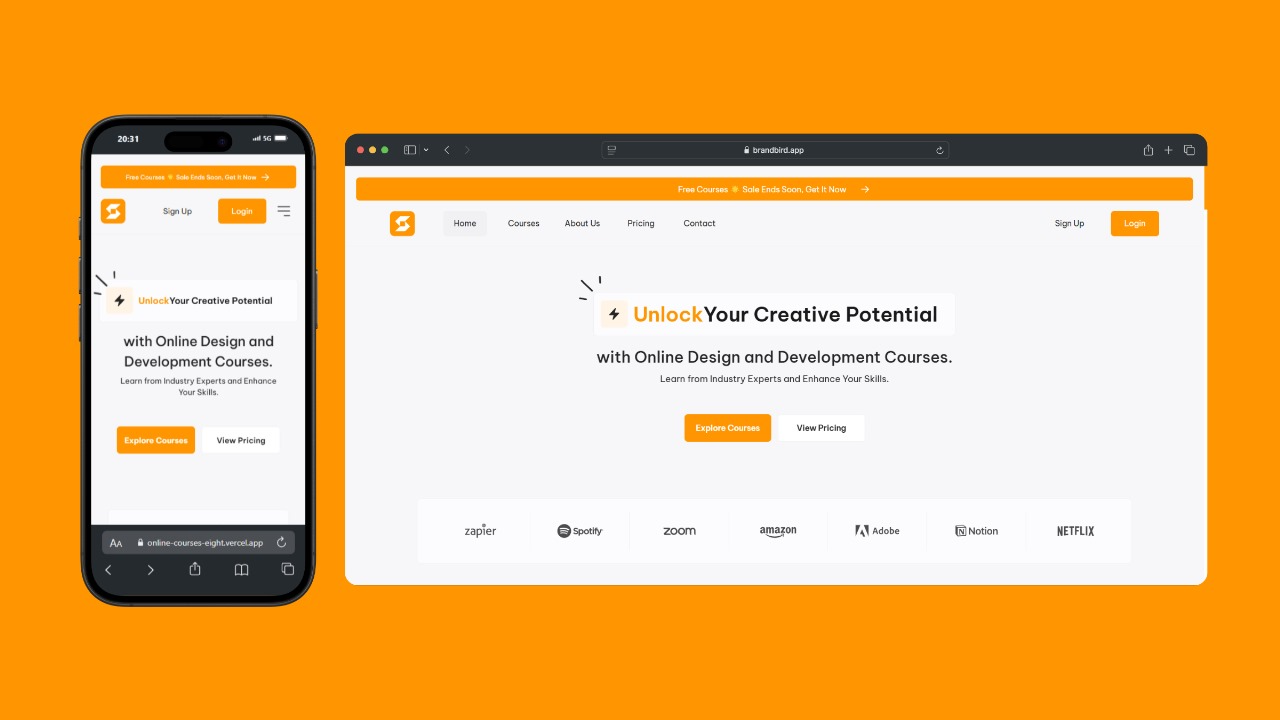 20:31
5G
Free Courses 🌟 Sale Ends Soon, Get It Now →
Sign Up
Login
UnlockYour Creative Potential
with Online Design and
Development Courses.
Learn from Industry Experts and Enhance
Your Skills.
Explore Courses
View Pricing
AA
online-courses-eight.vercel.app
brandbird.app
Free Courses 🌟 Sale Ends Soon, Get It Now →
Home
Courses
About Us
Pricing
Contact
Sign Up
Login
UnlockYour Creative Potential
with Online Design and Development Courses.
Learn from Industry Experts and Enhance Your Skills.
Explore Courses
View Pricing
zapier
Spotify
zoom
amazon
Adobe
Notion
NETFLIX